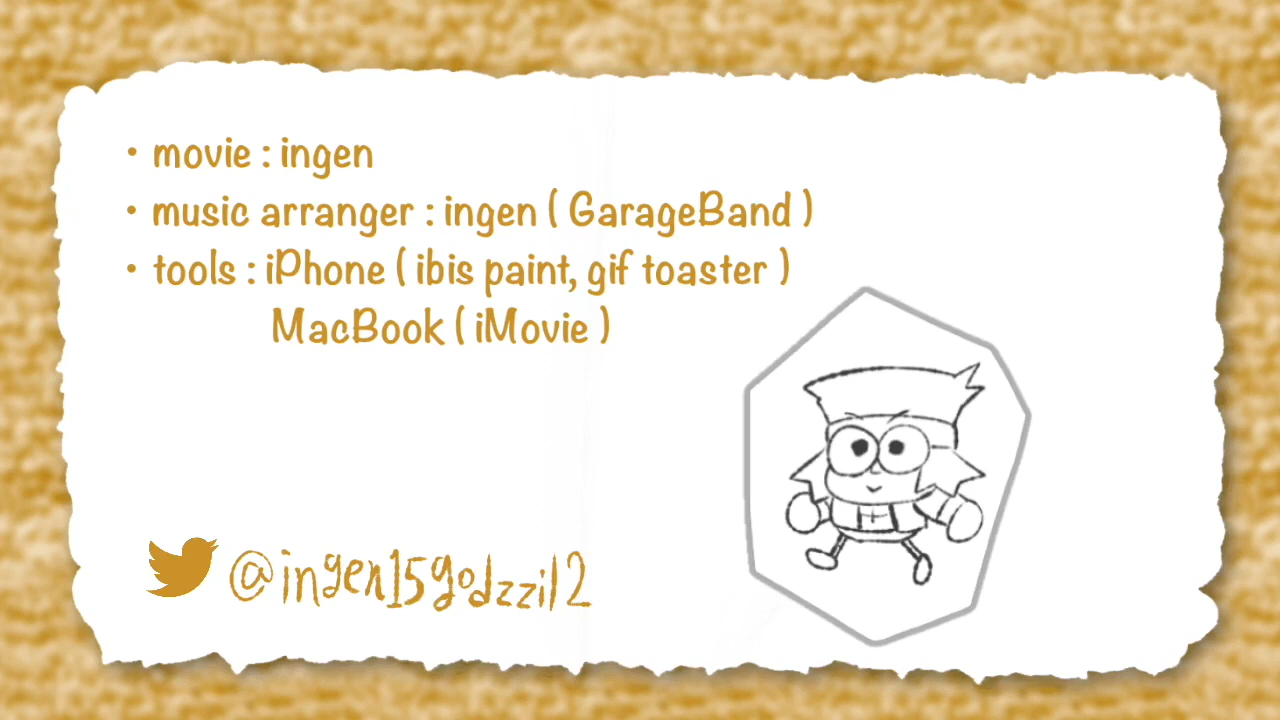 • movie : ingen
• music arranger : ingen ( GarageBand )
• tools : iPhone ( ibis paint, gif toaster )
MacBook ( iMovie )
@ingen15godzzil2